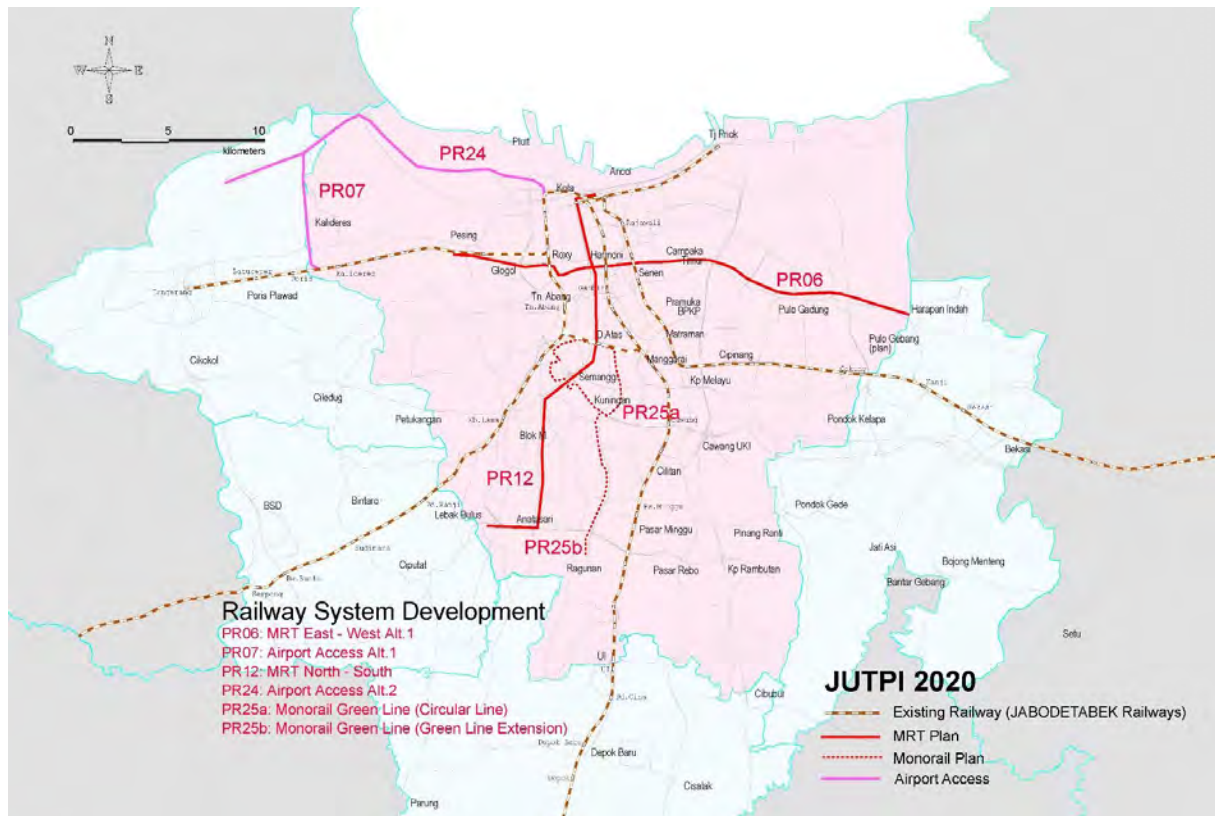 N
W E
S
0 5 10
kilometers
Pluit
Tj Priok
PR24
Ancol
Kota
PR07
Kalideres
Pesing
Roxy
Harmoni
Campaka
Timur
Glogol
Senen
PR06
Tangerang
Poris Plawad
Tn. Abang
Pramuka
BPKP
Pulo Gadung
Harapan Indah
D Atas
Matraman
Pulo Gebang
(plan)
Cikokol
Manggarai
Cipinang
Semanggi
Kp Melayu
Ciledug
Kuningan
Petukangan
PR25a
Pondok Kelapa
Blok M
Cawang UKI
Bekasi
Cilitan
PR12
BSD
Bintaro
Lebak Bulus
Pondok Gede
Anatasari
Pasar Minggu
Pinang Ranti
PR25b
Jati Asi
Ciputat
Ragunan
Pasar Rebo
Kp Rambutan
Bojong Menteng
Bantar Gebang
Serpong
Railway System Development
PR06: MRT East - West Alt.1
PR07: Airport Access Alt.1
PR12: MRT North - South
PR24: Airport Access Alt.2
PR25a: Monorail Green Line (Circular Line)
PR25b: Monorail Green Line (Green Line Extension)
Setu
UI
Cibubur
JUTPI 2020
Existing Railway (JABODETABEK Railways)
MRT Plan
Monorail Plan
Airport Access
Depok Baru
Cisalak
Parung